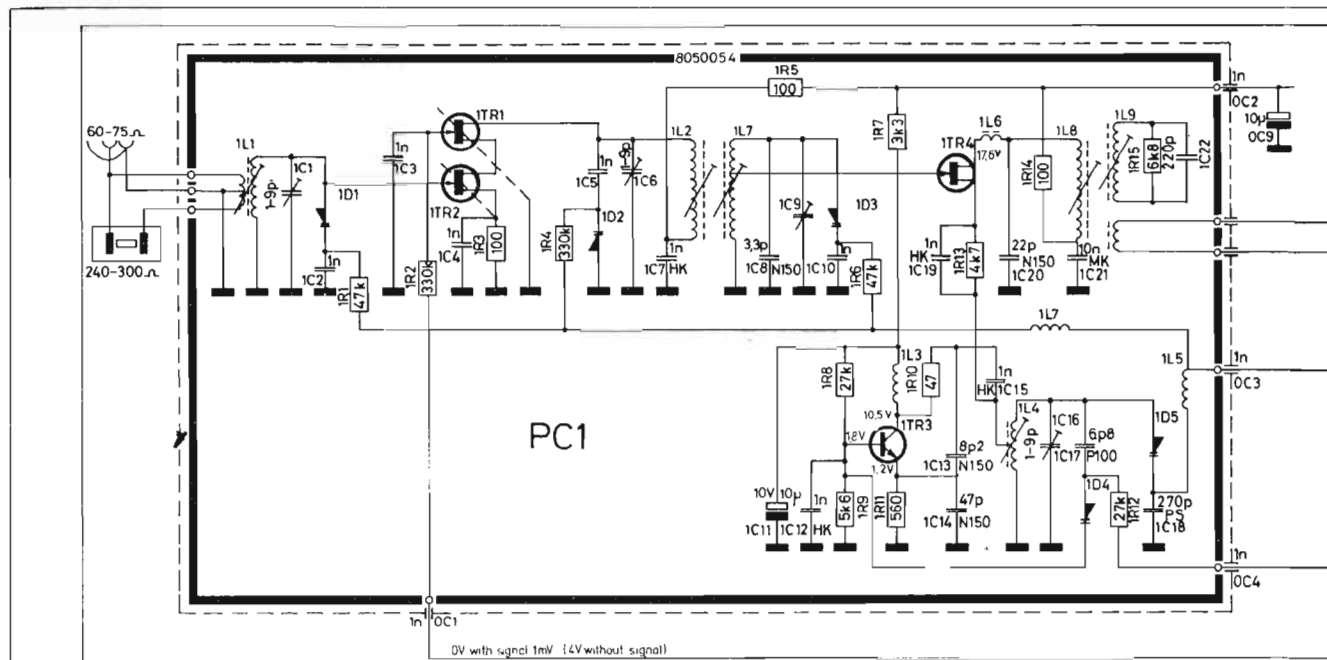 8050054
1R5
100
1n
0C2
10µ
0C9
60-75Ω
240-300Ω
1L1
1-9p
1C1
1D1
1n
1C2
1R1
47k
1n
1C3
1TR1
1TR2
1R2
330k
1n
1C4
1R3
100
1R4
330k
1n
1C5
1-9p
1C6
1D2
1L2
1L7
1n
1C7 HK
3,3p
1C8 N150
1C9
1D3
1n
1C10
1R6
47k
1R7
3k3
1TR4
17,6V
1L6
1n
HK
1C19
1R13
4k7
22p
N150
1C20
1R14
100
1L8
10n
MK
1C21
1L9
1R15
6k8
220p
1C22
1L7
1L5
1n
0C3
PC1
1R8
27k
1L3
1R10
47
10,5V
1TR3
1,8V
1,2V
1n
HK 1C15
8p2
1C13 N150
47p
1C14 N150
10V 10µ
1C11
1n
1C12 HK
1R9
5k6
1R11
560
1L4
1-9p
1C16
6p8
1C17 P100
1D4
1R12
27k
1D5
270p
PS
1C18
1n
0C4
1n 0C1
0V with signal 1mV (4V without signal)